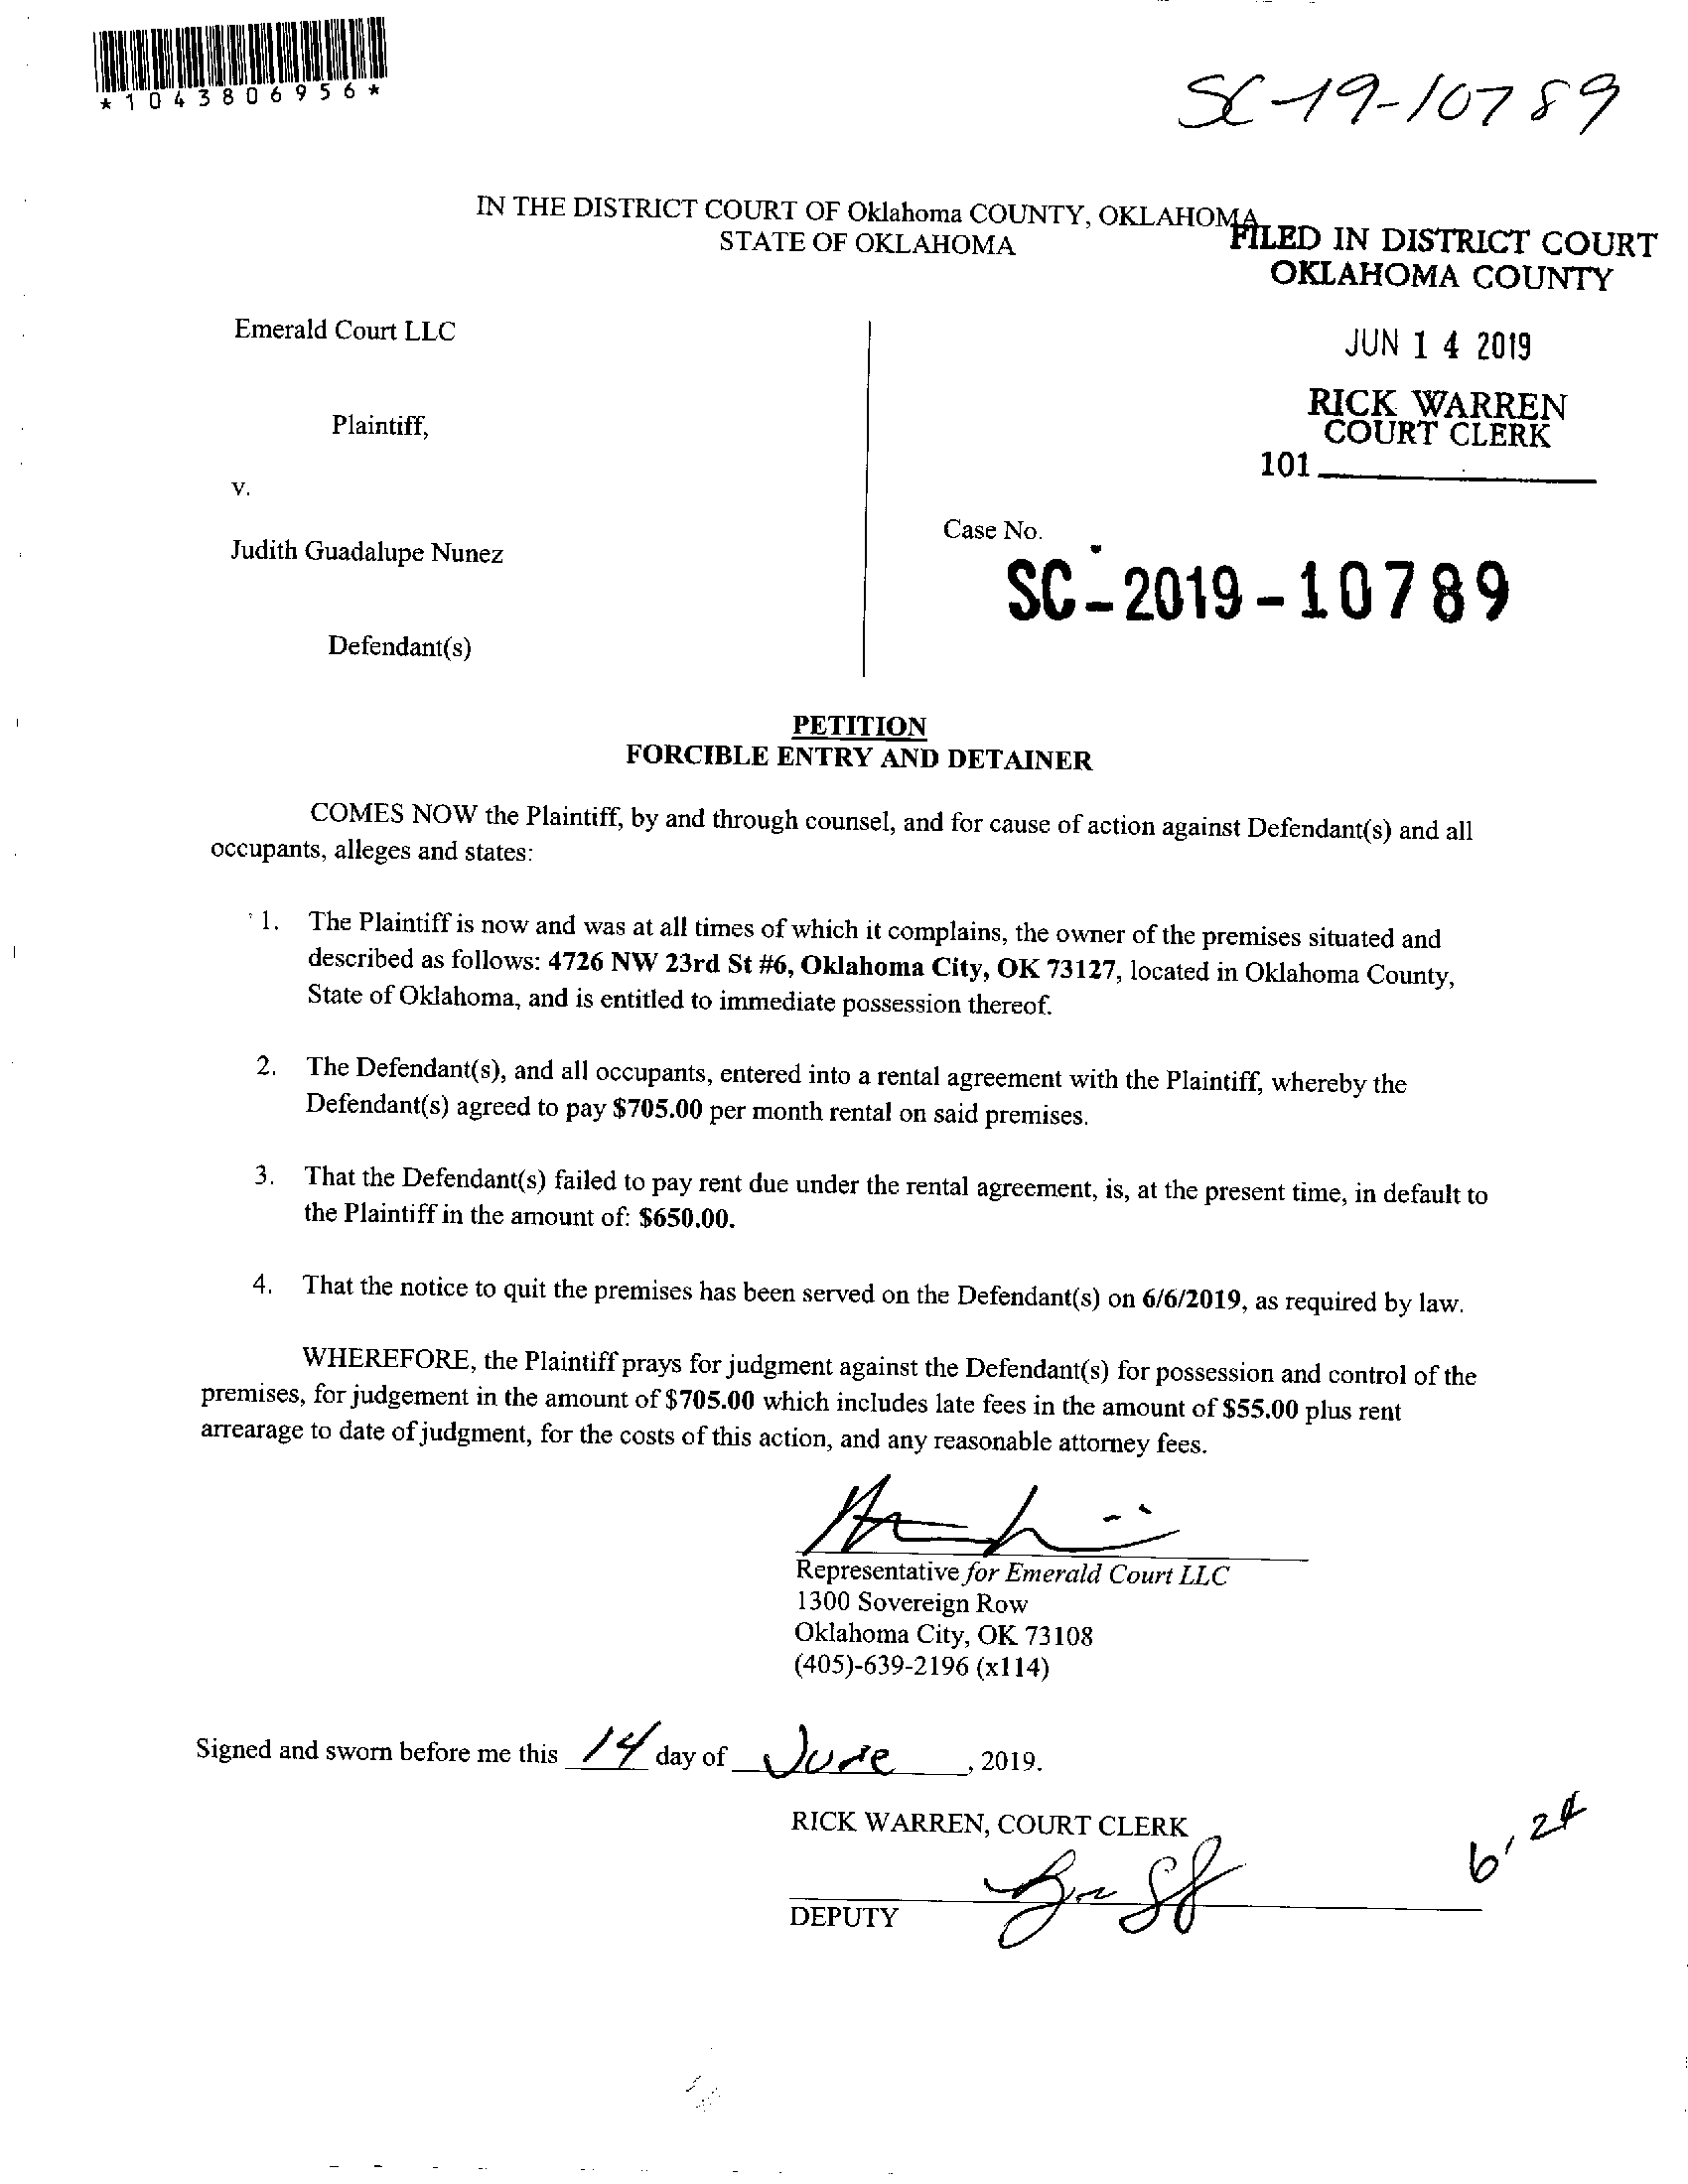 *1043806956*
SC-19-10789
IN THE DISTRICT COURT OF Oklahoma COUNTY, OKLAHOMA
STATE OF OKLAHOMA
FILED IN DISTRICT COURT
OKLAHOMA COUNTY
Emerald Court LLC
JUN 14 2019
RICK WARREN
COURT CLERK
Plaintiff,
101
v.
Case No.
Judith Guadalupe Nunez
SC-2019-10789
Defendant(s)
PETITION
FORCIBLE ENTRY AND DETAINER
COMES NOW the Plaintiff, by and through counsel, and for cause of action against Defendant(s) and all
occupants, alleges and states:
1. The Plaintiff is now and was at all times of which it complains, the owner of the premises situated and
described as follows: 4726 NW 23rd St #6, Oklahoma City, OK 73127, located in Oklahoma County,
State of Oklahoma, and is entitled to immediate possession thereof.
2. The Defendant(s), and all occupants, entered into a rental agreement with the Plaintiff, whereby the
Defendant(s) agreed to pay $705.00 per month rental on said premises.
3. That the Defendant(s) failed to pay rent due under the rental agreement, is, at the present time, in default to
the Plaintiff in the amount of: $650.00.
4. That the notice to quit the premises has been served on the Defendant(s) on 6/6/2019, as required by law.
WHEREFORE, the Plaintiff prays for judgment against the Defendant(s) for possession and control of the
premises, for judgement in the amount of $705.00 which includes late fees in the amount of $55.00 plus rent
arrearage to date of judgment, for the costs of this action, and any reasonable attorney fees.
Representative for Emerald Court LLC
1300 Sovereign Row
Oklahoma City, OK 73108
(405)-639-2196 (x114)
Signed and sworn before me this 14 day of June, 2019.
RICK WARREN, COURT CLERK
6,24
DEPUTY